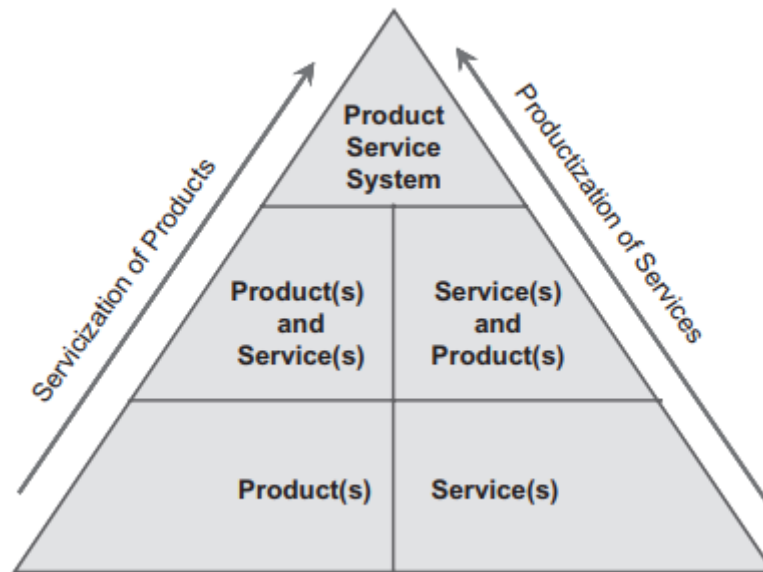 Product
Service
System
Servicization of Products
Productization of Services
Product(s)
and
Service(s)
Service(s)
and
Product(s)
Product(s)
Service(s)